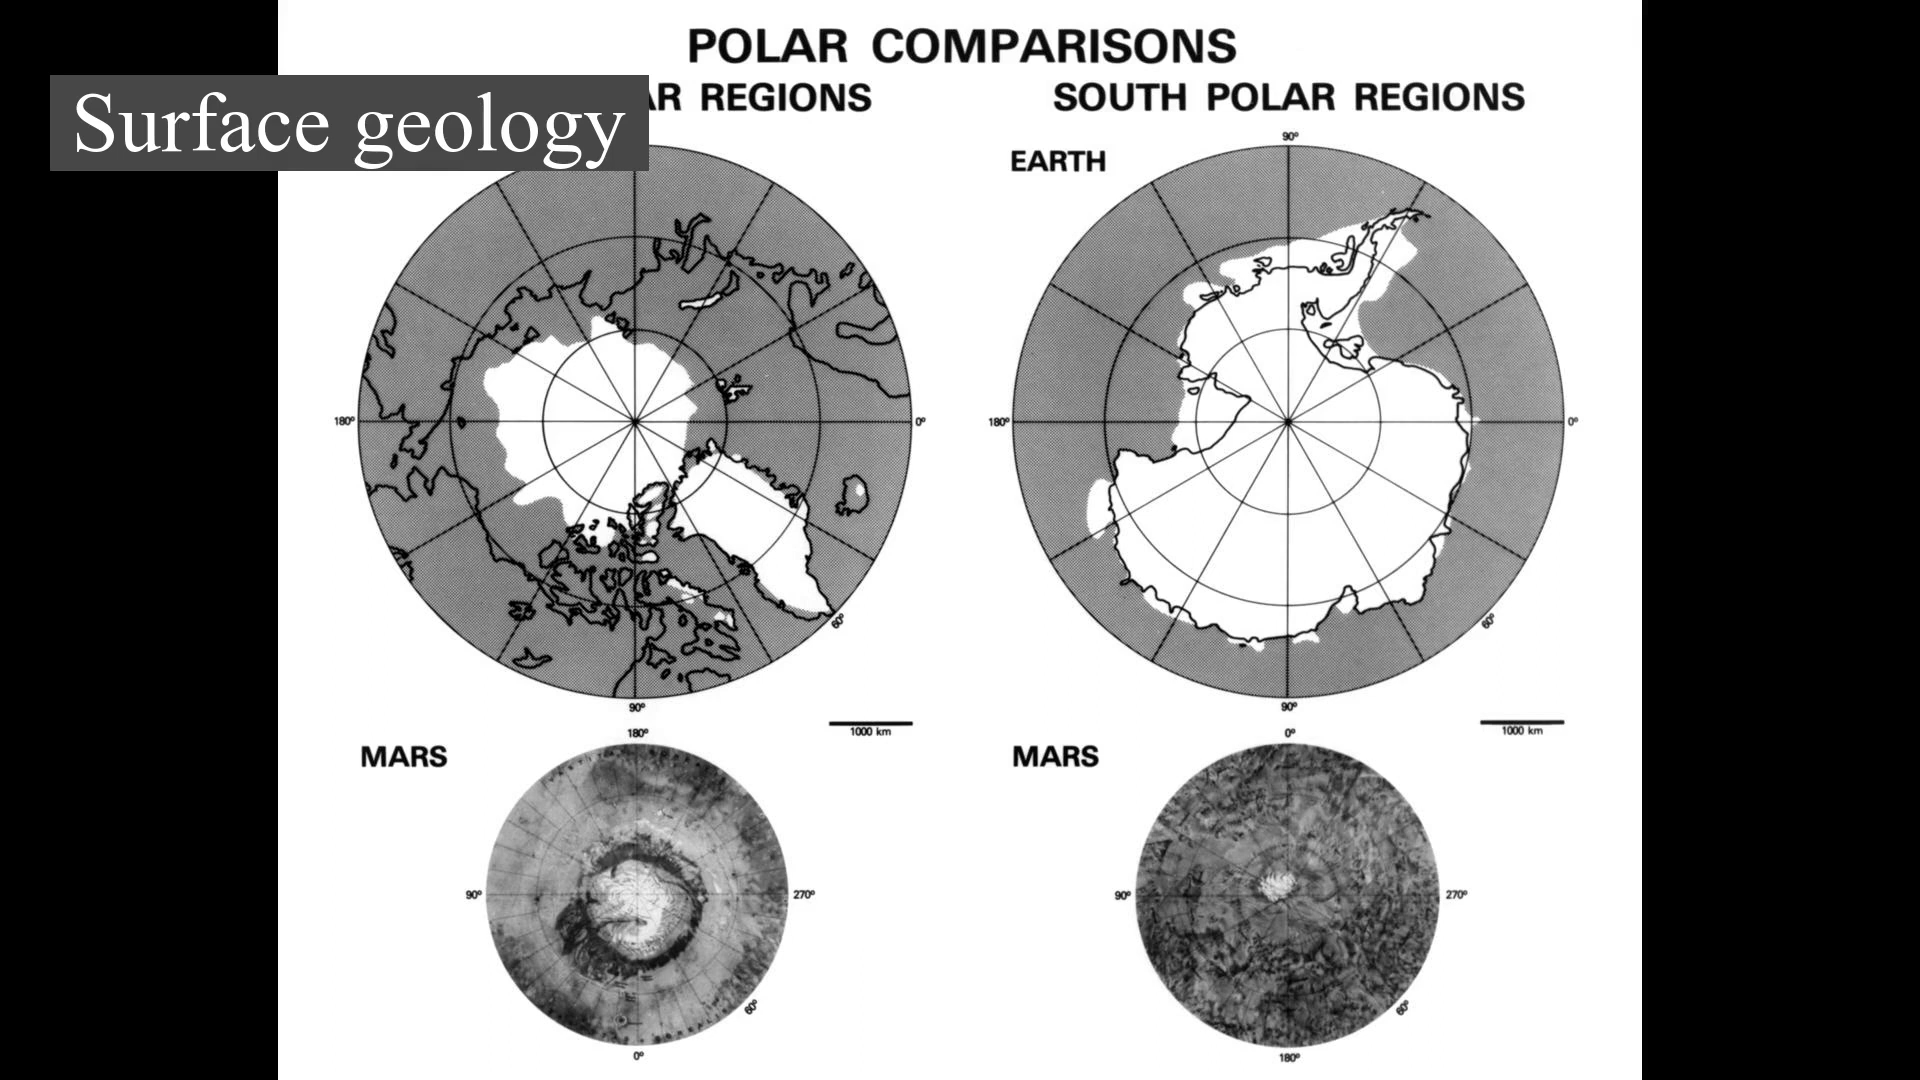 POLAR COMPARISONS
Surface geology
AR REGIONS
SOUTH POLAR REGIONS
90°
EARTH
180°
0°
180°
0°
60°
60°
90°
90°
1000 km
1000 km
180°
0°
MARS
MARS
90°
270°
90°
270°
60°
60°
0°
180°